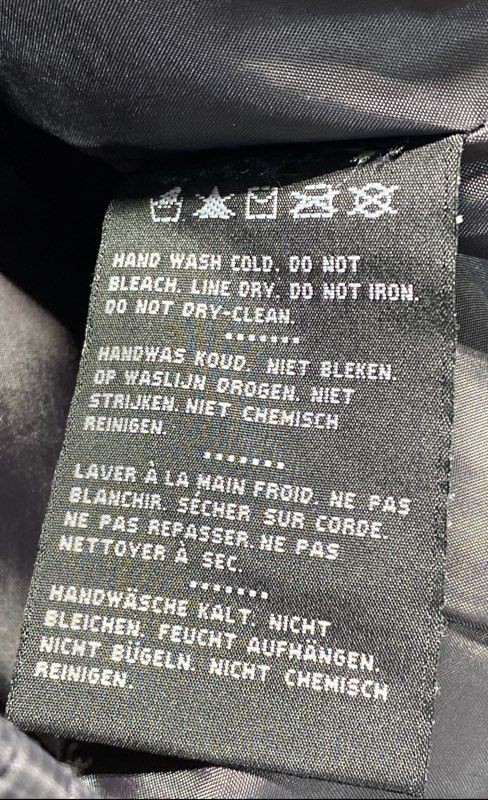 HAND WASH COLD. DO NOT
BLEACH. LINE DRY. DO NOT IRON.
DO NOT DRY-CLEAN.
HANDWAS KOUD. NIET BLEKEN.
OP WASLIJN DROGEN. NIET
STRIJKEN. NIET CHEMISCH
REINIGEN.
LAVER À LA MAIN FROID. NE PAS
BLANCHIR. SÉCHER SUR CORDE.
NE PAS REPASSER. NE PAS
NETTOYER À SEC.
HANDWÄSCHE KALT. NICHT
BLEICHEN. FEUCHT AUFHÄNGEN.
NICHT BÜGELN. NICHT CHEMISCH
REINIGEN.